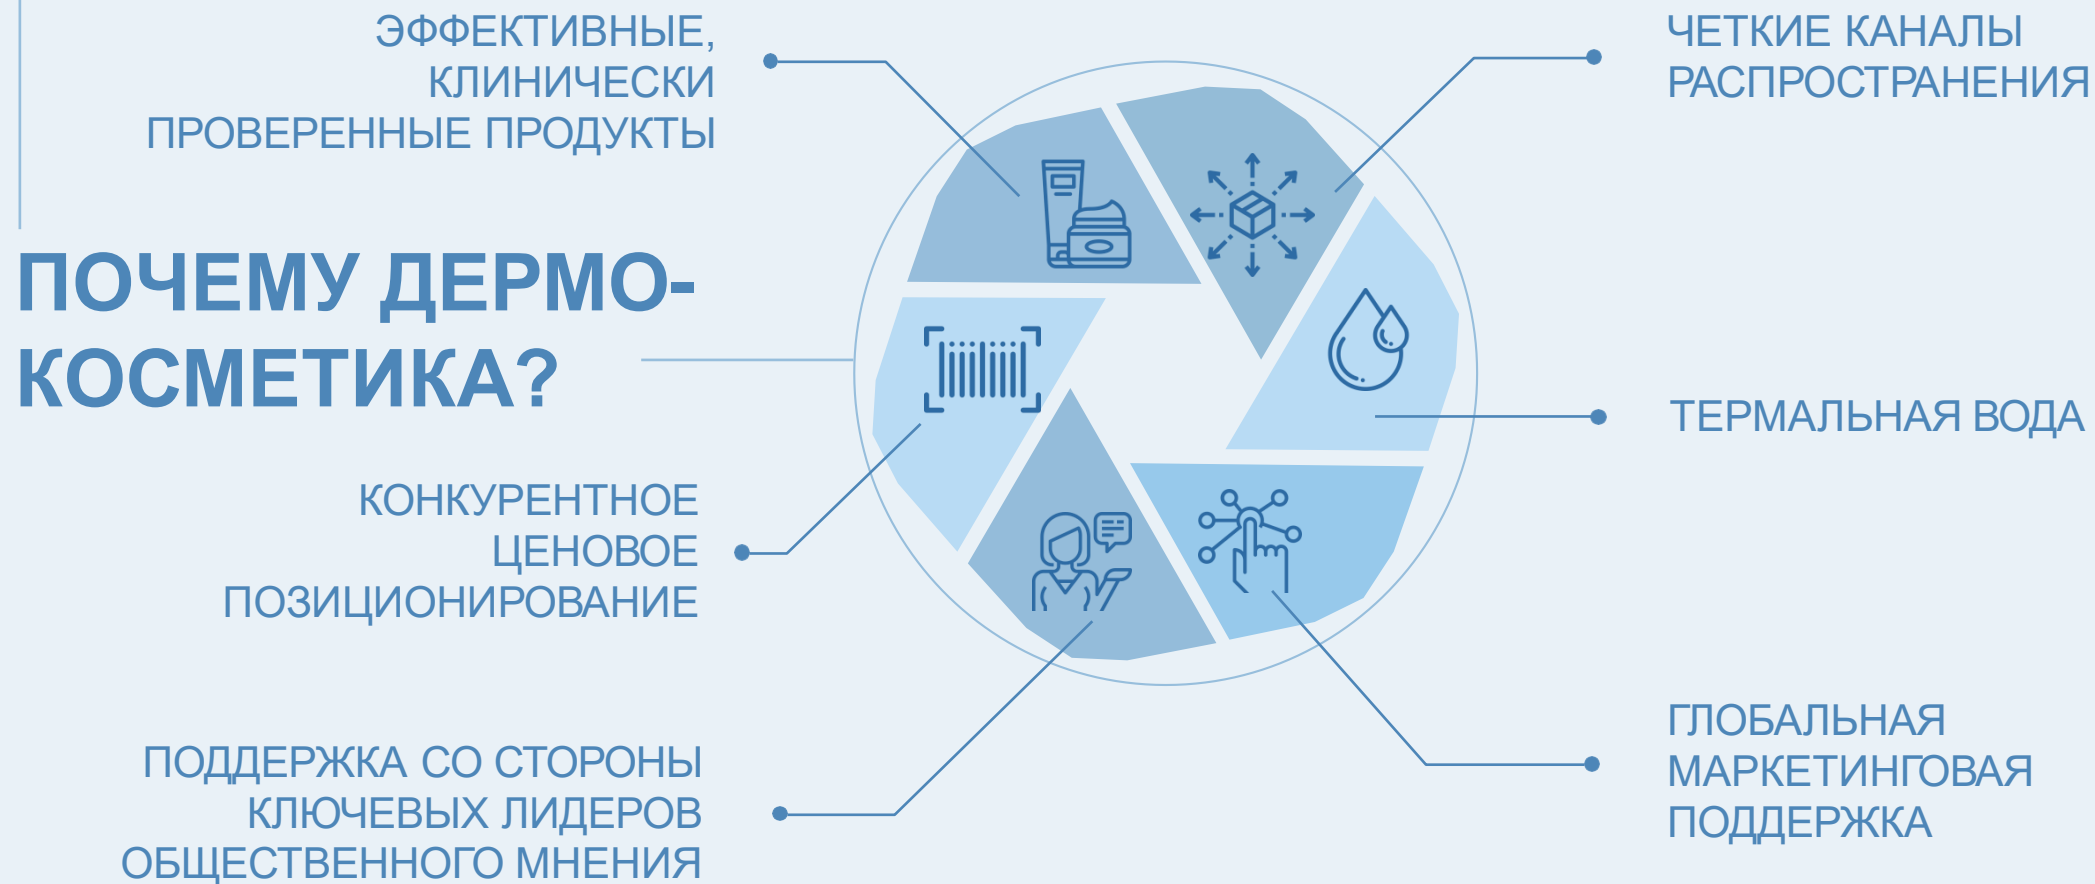 ЭФФЕКТИВНЫЕ,
КЛИНИЧЕСКИ
ПРОВЕРЕННЫЕ ПРОДУКТЫ
ЧЕТКИЕ КАНАЛЫ
РАСПРОСТРАНЕНИЯ
ПОЧЕМУ ДЕРМО-
КОСМЕТИКА?
ТЕРМАЛЬНАЯ ВОДА
КОНКУРЕНТНОЕ
ЦЕНОВОЕ
ПОЗИЦИОНИРОВАНИЕ
ПОДДЕРЖКА СО СТОРОНЫ
КЛЮЧЕВЫХ ЛИДЕРОВ
ОБЩЕСТВЕННОГО МНЕНИЯ
ГЛОБАЛЬНАЯ
МАРКЕТИНГОВАЯ
ПОДДЕРЖКА